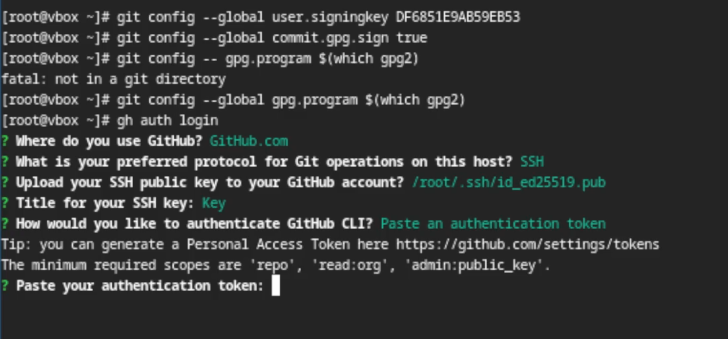 [root@vbox ~]# git config --global user.signingkey DF6851E9AB59EB53
[root@vbox ~]# git config --global commit.gpg.sign true
[root@vbox ~]# git config -- gpg.program $(which gpg2)
fatal: not in a git directory
[root@vbox ~]# git config --global gpg.program $(which gpg2)
[root@vbox ~]# gh auth login
? Where do you use GitHub? GitHub.com
? What is your preferred protocol for Git operations on this host? SSH
? Upload your SSH public key to your GitHub account? /root/.ssh/id_ed25519.pub
? Title for your SSH key: Key
? How would you like to authenticate GitHub CLI? Paste an authentication token
Tip: you can generate a Personal Access Token here https://github.com/settings/tokens
The minimum required scopes are 'repo', 'read:org', 'admin:public_key'.
? Paste your authentication token: